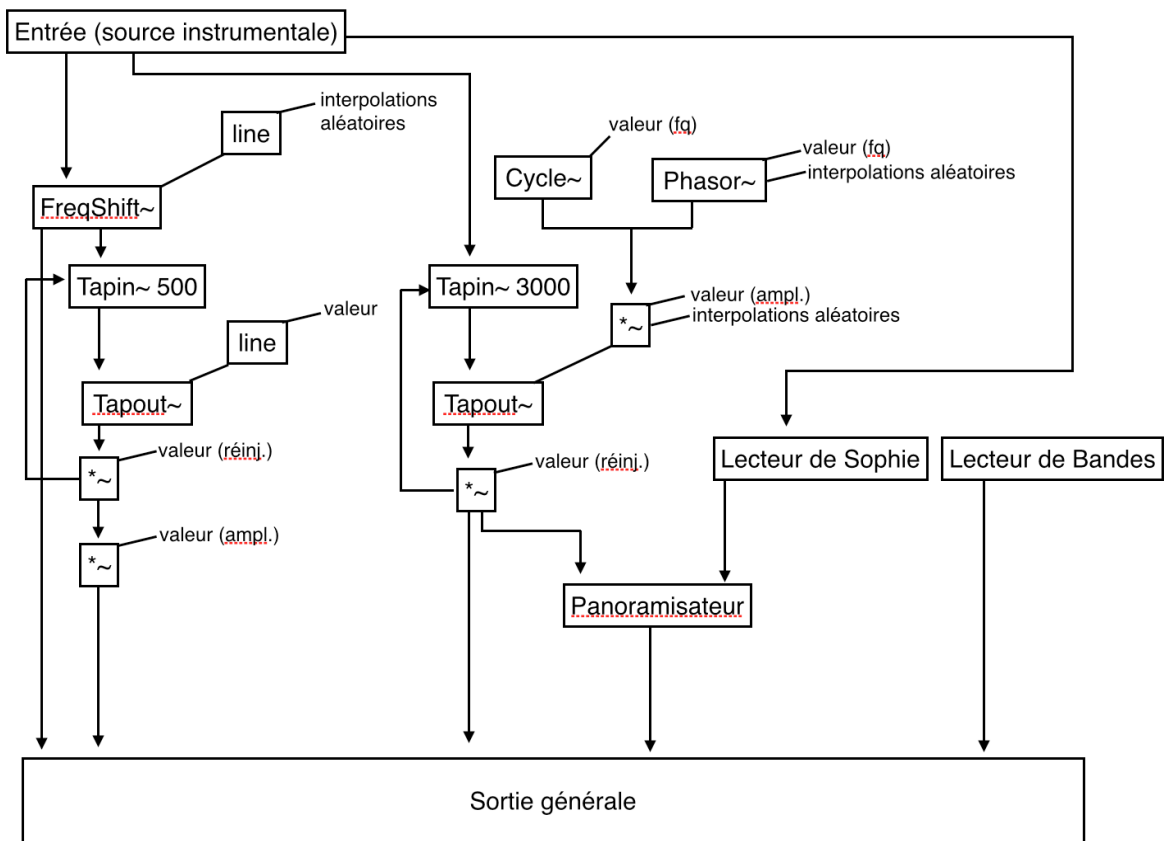 Entrée (source instrumentale)
interpolations
aléatoires
line
valeur (fq)
valeur (fq)
interpolations aléatoires
Cycle~
Phasor~
FreqShift~
Tapin~ 500
Tapin~ 3000
valeur (ampl.)
interpolations aléatoires
*~
valeur
line
Tapout~
Tapout~
valeur (réinj.)
*~
valeur (réinj.)
*~
Lecteur de Sophie
Lecteur de Bandes
valeur (ampl.)
*~
Panoramisateur
Sortie générale